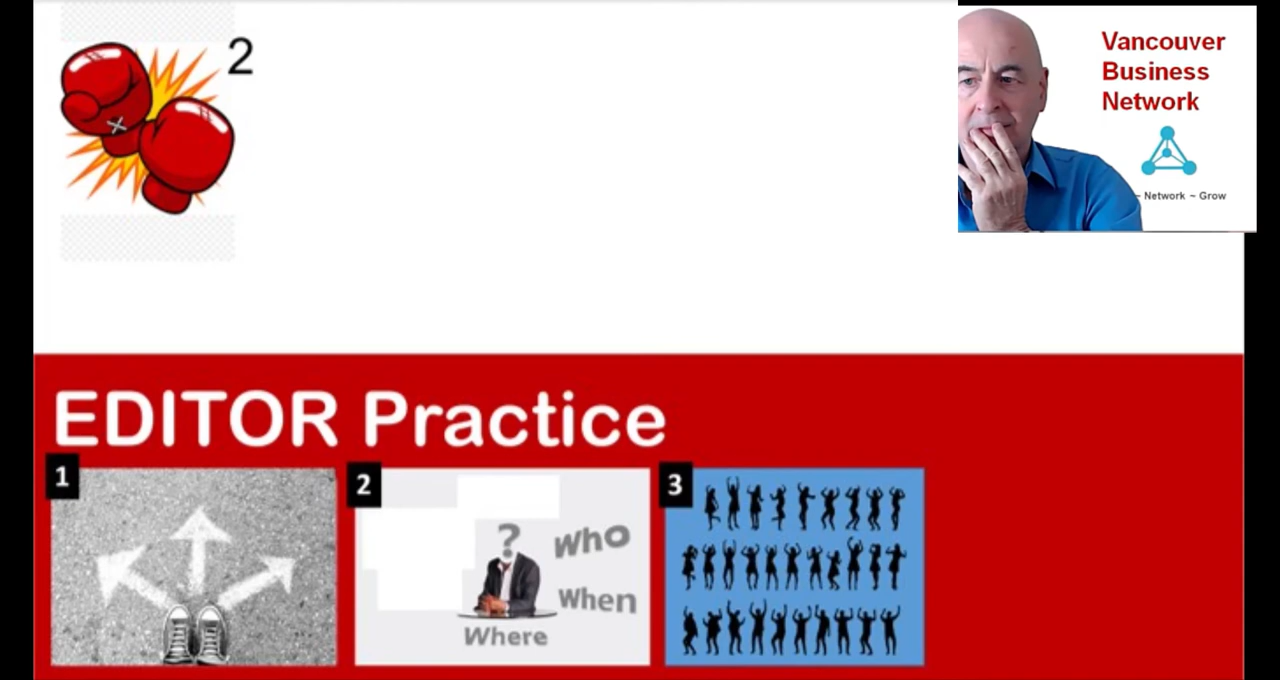 2
Vancouver
Business
Network
~ Network ~ Grow
EDITOR Practice
1
2
3
?
Who
When
Where